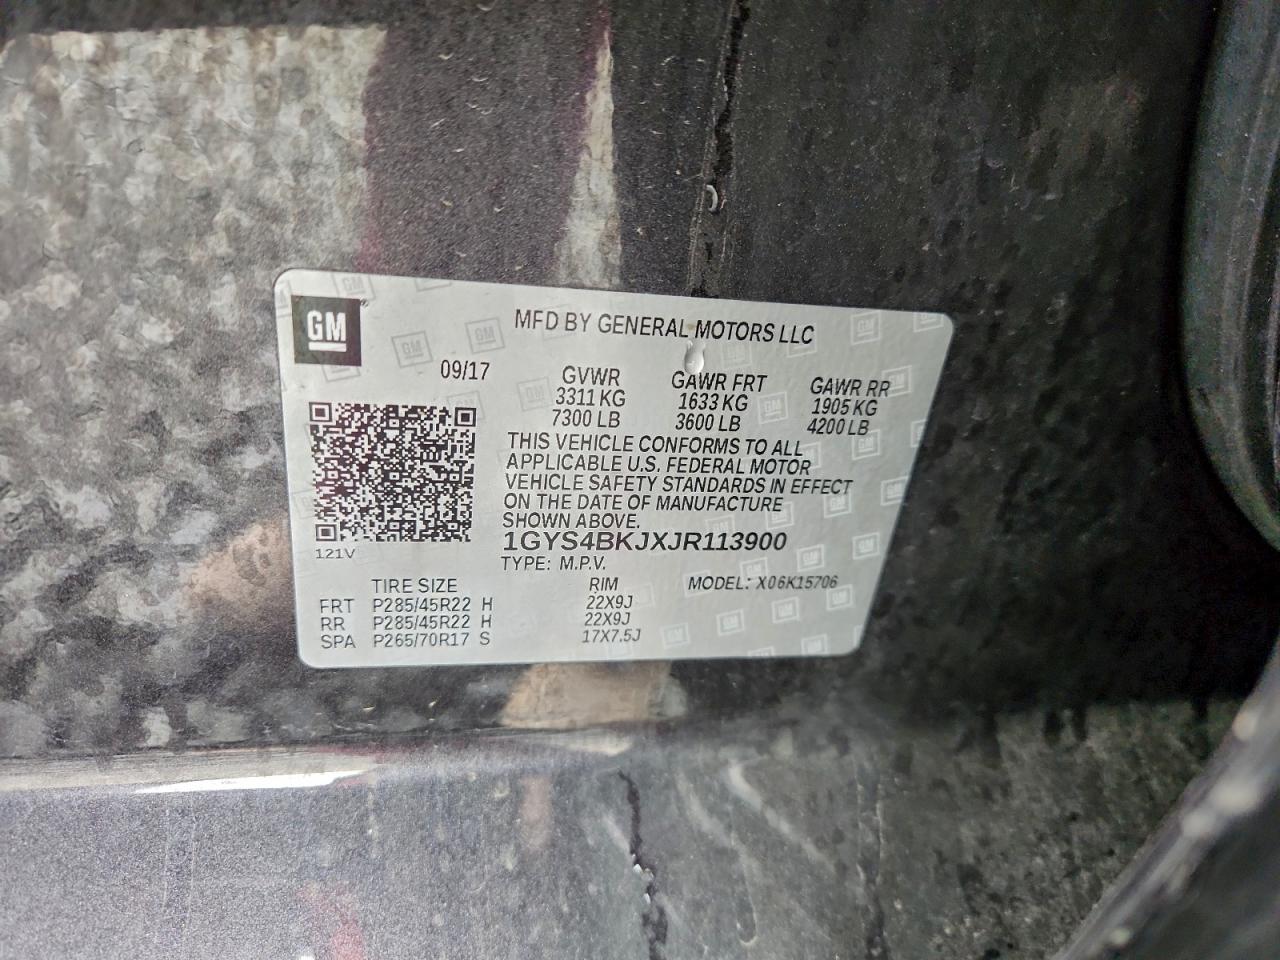 GM
MFD BY GENERAL MOTORS LLC
09/17
GVWR GAWR FRT GAWR RR
3311 KG 1633 KG 1905 KG
7300 LB 3600 LB 4200 LB
THIS VEHICLE CONFORMS TO ALL
APPLICABLE U.S. FEDERAL MOTOR
VEHICLE SAFETY STANDARDS IN EFFECT
ON THE DATE OF MANUFACTURE
SHOWN ABOVE.
1GYS4BKJXJR113900
121V
TYPE: M.P.V.
TIRE SIZE RIM MODEL: X06K15706
FRT P285/45R22 H 22X9J
RR P285/45R22 H 22X9J
SPA P265/70R17 S 17X7.5J